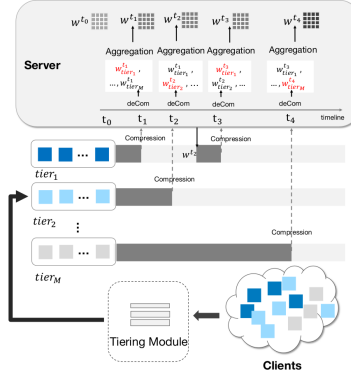 w^{t_0} w^{t_1} w^{t_2} w^{t_3} w^{t_4}
Aggregation Aggregation Aggregation Aggregation
Server
w^{t_1}_{tier_1}, w^{t_1}_{tier_1}, w^{t_3}_{tier_1}, w^{t_3}_{tier_1},
…, w^{t_1}_{tier_M} w^{t_2}_{tier_2}, … w^{t_2}_{tier_2}, … …, w^{t_4}_{tier_M}
deCom deCom deCom deCom
timeline
t_0 t_1 t_2 t_3 t_4
Compression Compression
w^{t_2}
tier_1
Compression
Compression
tier_2
tier_M
Tiering Module
Clients